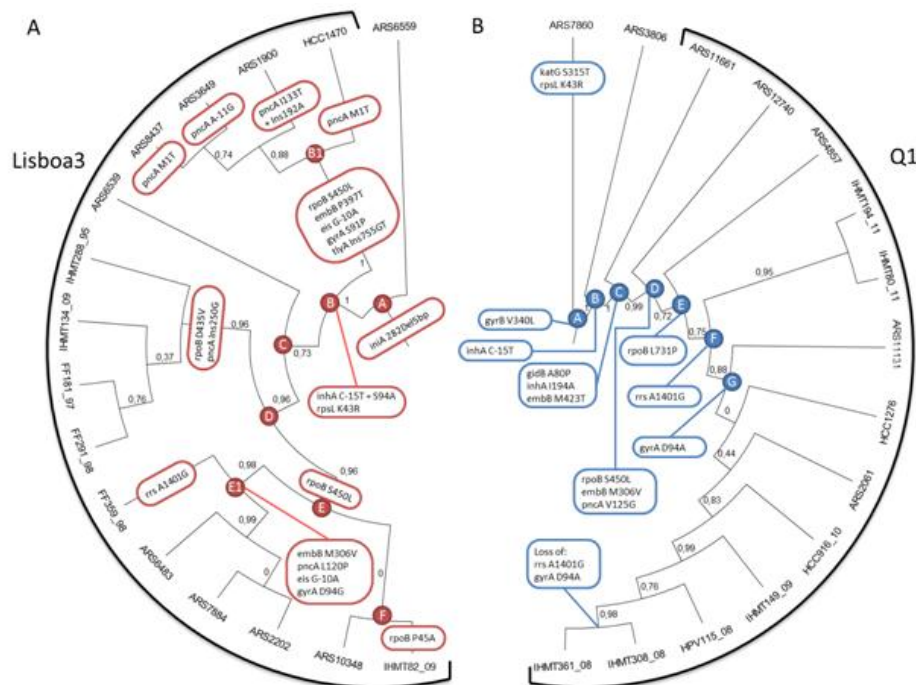 A
Lisboa3
ARS6539
ARS8437
ARS3649
ARS1900
HCC1470
ARS6559
pncA M1T
pncA A-11G
pncA I133T
+ Ins192A
pncA M1T
0,74
0,88
B1
rpoB S450L
embB P397T
eis G-10A
gyrA S91P
tlyA Ins755GT
1
1
B
A
iniA 282Del5bp
C
0,73
inhA C-15T + S94A
rpsL K43R
IHMT288_95
IHMT134_09
FF181_97
FF291_98
rpoB D435V
pncA Ins250G
0,96
0,37
0,76
D
0,96
0,96
FF359_98
ARS6483
ARS7884
ARS2202
ARS10348
IHMT82_09
rrs A1401G
0,98
E1
rpoB S450L
E
0,99
0
embB M306V
pncA L120P
eis G-10A
gyrA D94G
0
F
rpoB P45A
B
Q1
ARS7860
ARS3806
ARS11661
ARS12740
ARS4857
IHMT194_11
IHMT80_11
ARS11131
HCC1276
ARS2061
HCC916_10
IHMT149_09
HPV115_08
IHMT308_08
IHMT361_08
katG S315T
rpsL K43R
A
B
C
D
E
F
G
1
0,99
0,72
0,75
0,95
0,88
0
0,44
0,83
0,99
0,76
0,98
gyrB V340L
inhA C-15T
gidB A80P
inhA I194A
embB M423T
rpoB L731P
rrs A1401G
gyrA D94A
rpoB S450L
embB M306V
pncA V125G
Loss of:
rrs A1401G
gyrA D94A